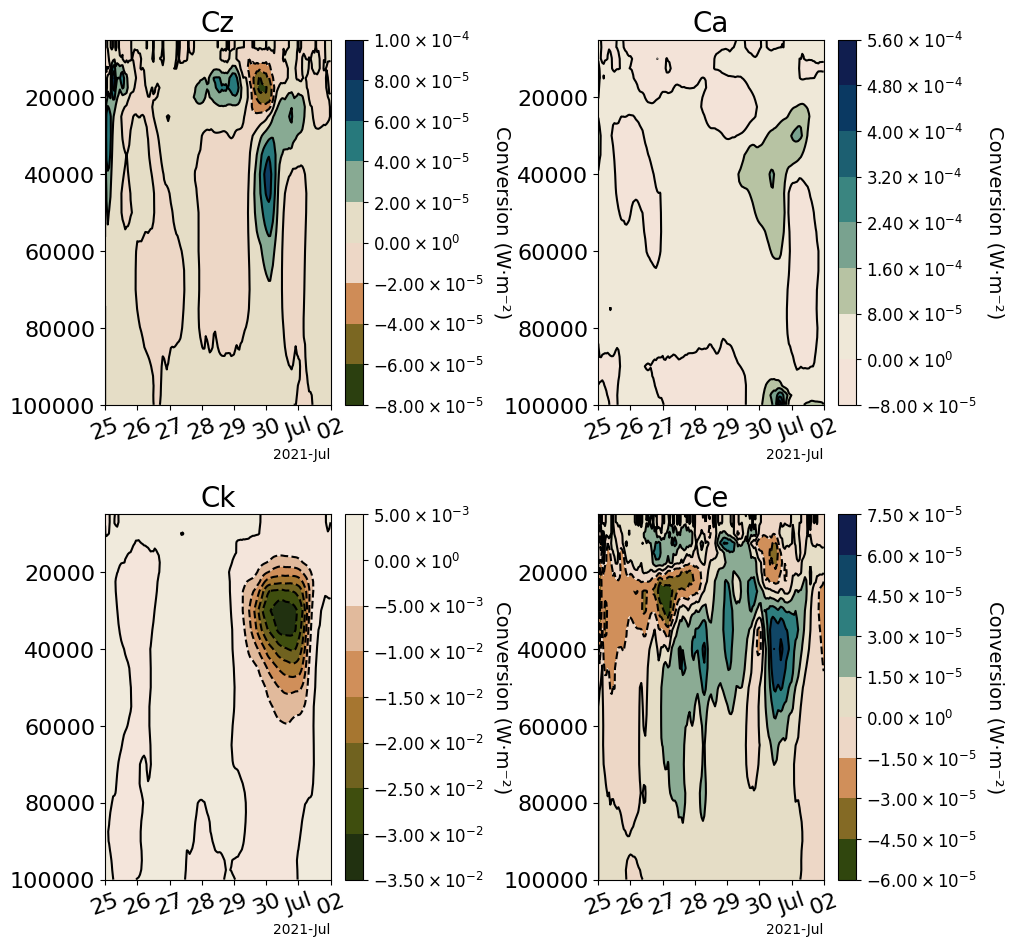 Cz
20000
40000
60000
80000
100000
25 26 27 28 29 30 Jul 02
2021-Jul
1.00 × 10⁻⁴
8.00 × 10⁻⁵
6.00 × 10⁻⁵
4.00 × 10⁻⁵
2.00 × 10⁻⁵
0.00 × 10⁰
−2.00 × 10⁻⁵
−4.00 × 10⁻⁵
−6.00 × 10⁻⁵
−8.00 × 10⁻⁵
Conversion (W·m⁻²)
Ca
20000
40000
60000
80000
100000
25 26 27 28 29 30 Jul 02
2021-Jul
5.60 × 10⁻⁴
4.80 × 10⁻⁴
4.00 × 10⁻⁴
3.20 × 10⁻⁴
2.40 × 10⁻⁴
1.60 × 10⁻⁴
8.00 × 10⁻⁵
0.00 × 10⁰
−8.00 × 10⁻⁵
Conversion (W·m⁻²)
Ck
20000
40000
60000
80000
100000
25 26 27 28 29 30 Jul 02
2021-Jul
5.00 × 10⁻³
0.00 × 10⁰
−5.00 × 10⁻³
−1.00 × 10⁻²
−1.50 × 10⁻²
−2.00 × 10⁻²
−2.50 × 10⁻²
−3.00 × 10⁻²
−3.50 × 10⁻²
Conversion (W·m⁻²)
Ce
20000
40000
60000
80000
100000
25 26 27 28 29 30 Jul 02
2021-Jul
7.50 × 10⁻⁵
6.00 × 10⁻⁵
4.50 × 10⁻⁵
3.00 × 10⁻⁵
1.50 × 10⁻⁵
0.00 × 10⁰
−1.50 × 10⁻⁵
−3.00 × 10⁻⁵
−4.50 × 10⁻⁵
−6.00 × 10⁻⁵
Conversion (W·m⁻²)